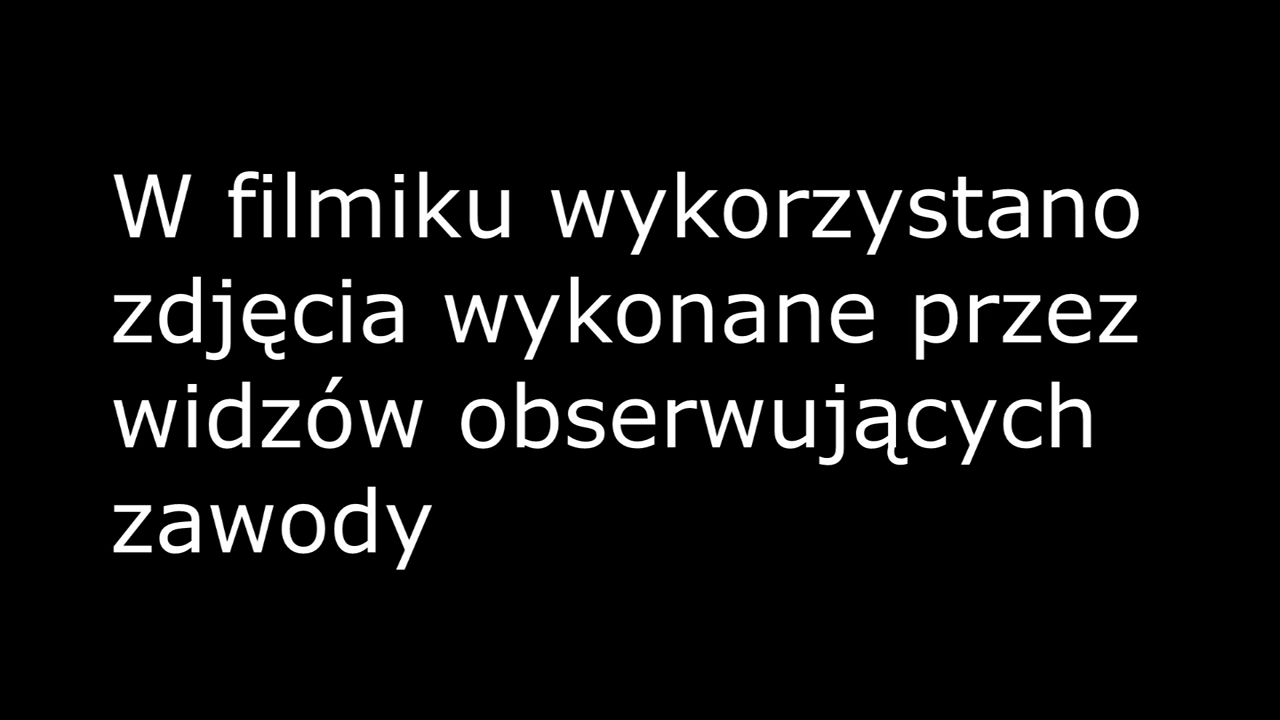 W filmiku wykorzystano
zdjęcia wykonane przez
widzów obserwujących
zawody